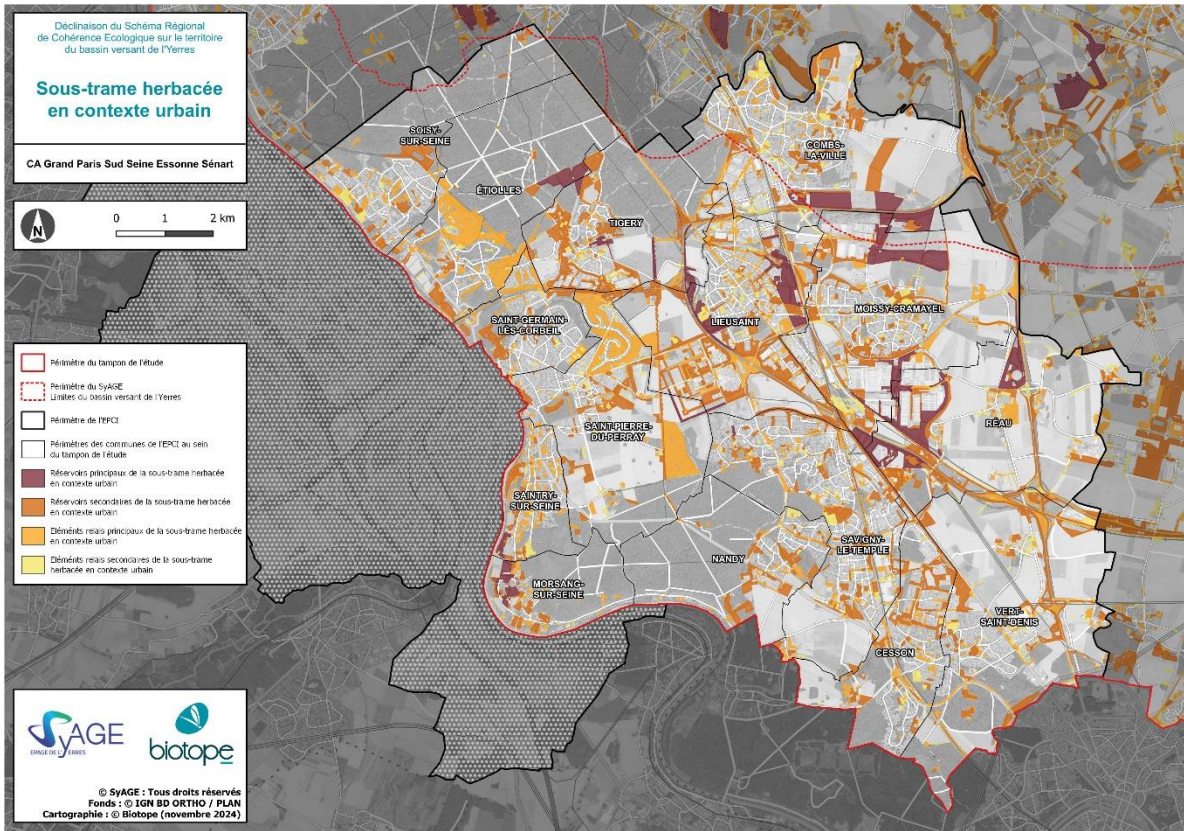 Déclinaison du Schéma Régional
de Cohérence Ecologique sur le territoire
du bassin versant de l'Yerres
Sous-trame herbacée
en contexte urbain
CA Grand Paris Sud Seine Essonne Sénart
N
0 1 2 km
Périmètre du tampon de l'étude
Périmètre du SyAGE
Limites du bassin versant de l'Yerres
Périmètre de l'EPCI
Périmètres des communes de l'EPCI au sein
du tampon de l'étude
Réservoirs principaux de la sous-trame herbacée
en contexte urbain
Réservoirs secondaires de la sous-trame herbacée
en contexte urbain
Eléments relais principaux de la sous-trame herbacée
en contexte urbain
Eléments relais secondaires de la sous-trame
herbacée en contexte urbain
SyAGE
EPAGE DE L'YERRES
biotope
© SyAGE : Tous droits réservés
Fonds : © IGN BD ORTHO / PLAN
Cartographie : © Biotope (novembre 2024)
SOISY-
SUR-SEINE
ÉTIOLLES
TIGERY
COMBS-
LA-VILLE
SAINT-GERMAIN-
LÈS-CORBEIL
LIEUSAINT
MOISSY-CRAMAYEL
SAINT-PIERRE-
DU-PERRAY
RÉAU
SAINTRY-
SUR-SEINE
MORSANG-
SUR-SEINE
NANDY
SAVIGNY-
LE-TEMPLE
CESSON
VERT-
SAINT-DENIS